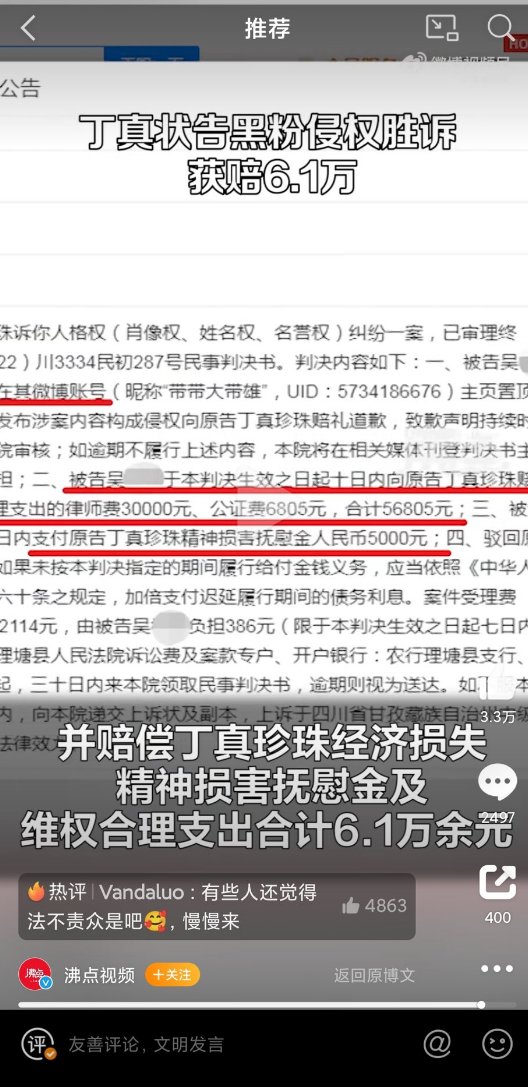 推荐
微博视频号
公告
丁真状告黑粉侵权胜诉
获赔6.1万
珠诉你人格权（肖像权、姓名权、名誉权）纠纷一案，已审理终
22）川3334民初287号民事判决书。判决内容如下：一、被告吴
在其微博账号（昵称“带带大带雄”，UID：5734186676）主页置顶
发布涉案内容构成侵权向原告丁真珍珠赔礼道歉，致歉声明持续时
院审核；如逾期不履行上述内容，本院将在相关媒体刊登判决书主
担；二、被告吴 于本判决生效之日起十日内向原告丁真珍珠赔
理支出的律师费30000元、公证费6805元，合计56805元；三、被
日内支付原告丁真珍珠精神损害抚慰金人民币5000元；四、驳回原
如果未按本判决指定的期间履行给付金钱义务，应当依照《中华人
六十条之规定，加倍支付迟延履行期间的债务利息。案件受理费
2114元，由被告吴 负担386元（限于本判决生效之日起七日内
理塘县人民法院诉讼费及案款专户、开户银行：农行理塘县支行、
起，三十日内来本院领取民事判决书，逾期则视为送达。如
内，向本院递交上诉状及副本，上诉于四川省甘孜藏族自治州
法律效
3.3万
并赔偿丁真珍珠经济损失
精神损害抚慰金及
维权合理支出合计6.1万余元
2497
热评 | Vandaluo：有些人还觉得
法不责众是吧🥰，慢慢来
4863
400
沸点视频 +关注
返回原博文
评 友善评论，文明发言